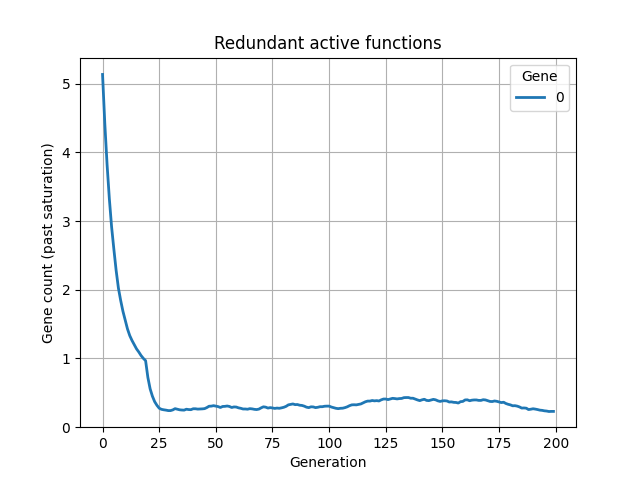 Redundant active functions
Gene
0
Gene count (past saturation)
5
4
3
2
1
0
0 25 50 75 100 125 150 175 200
Generation